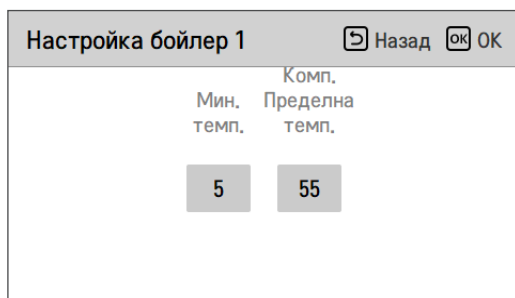 Настройка бойлер 1 Назад OK OK
Комп.
Мин. Пределна
темп. темп.
5 55